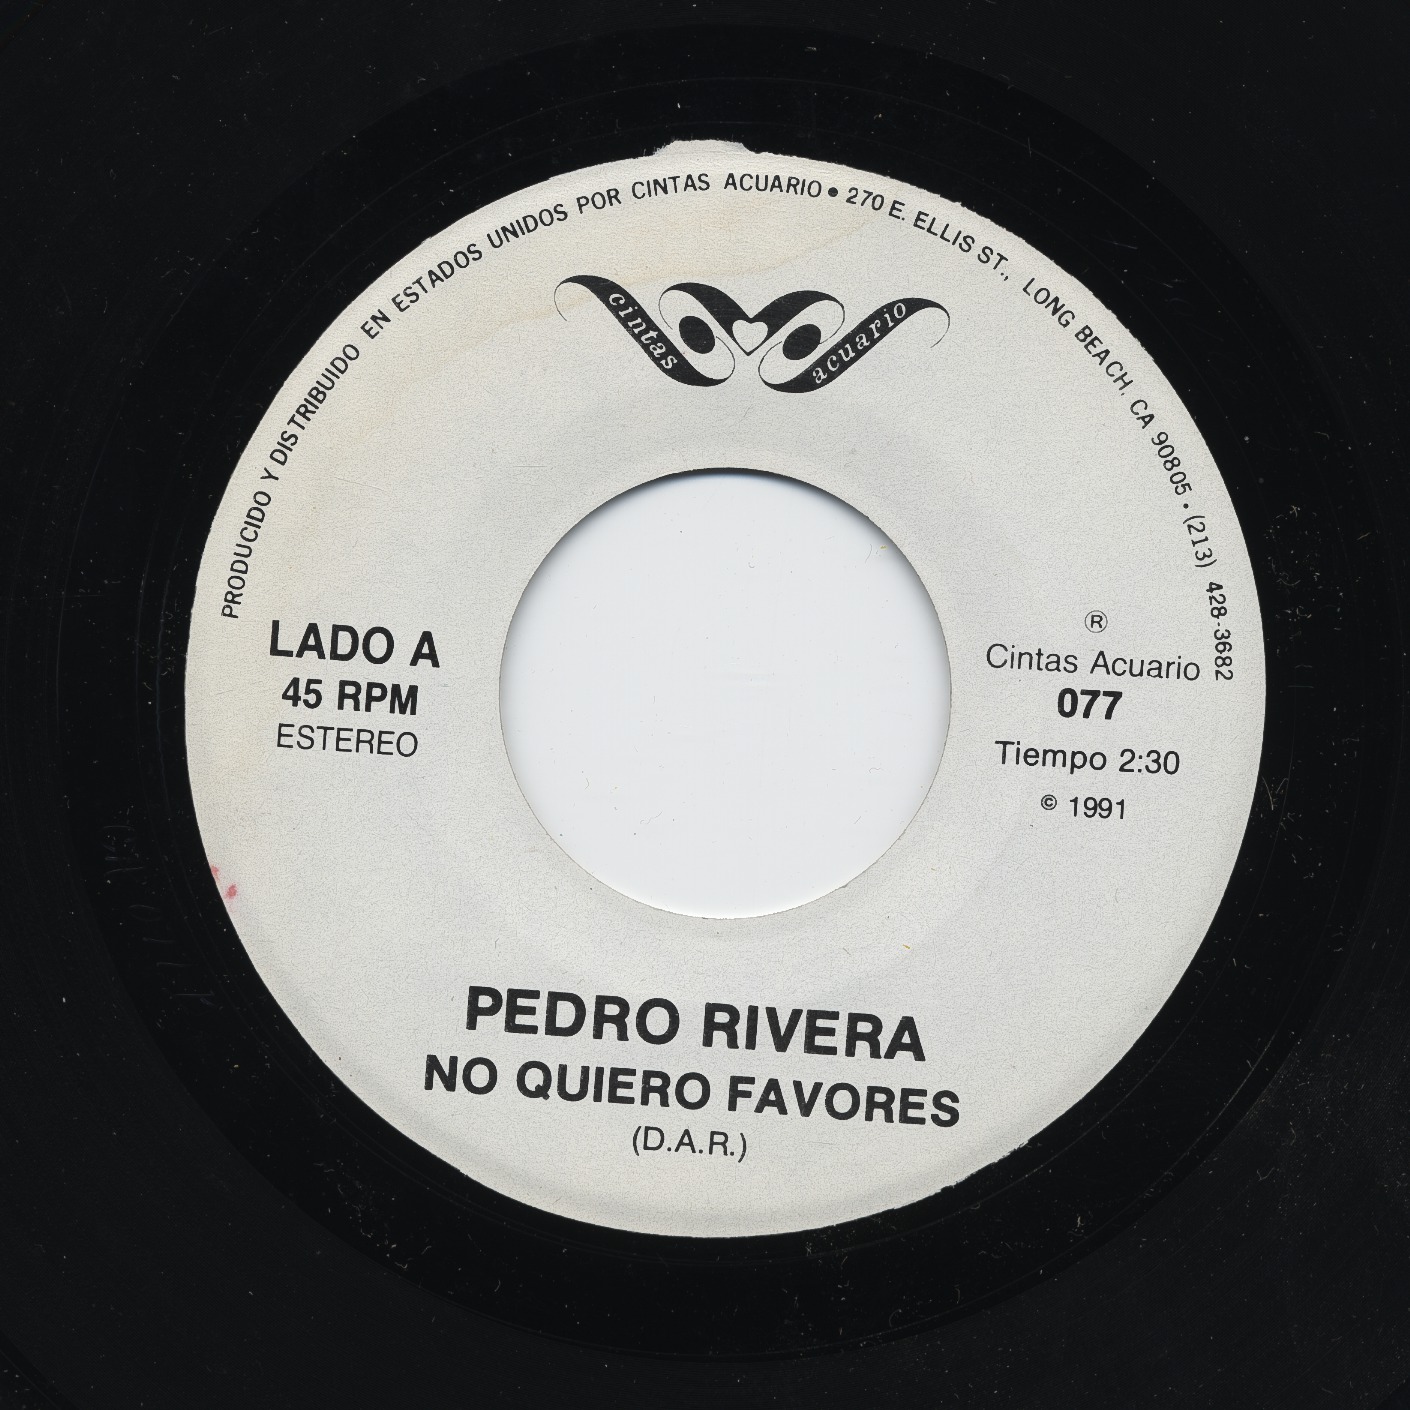 PRODUCIDO Y DISTRIBUIDO EN ESTADOS UNIDOS POR CINTAS ACUARIO • 270 E. ELLIS ST., LONG BEACH, CA 90805 • (213) 428-3682
cintas acuario
LADO A
45 RPM
ESTEREO
®
Cintas Acuario
077
Tiempo 2:30
© 1991
PEDRO RIVERA
NO QUIERO FAVORES
(D.A.R.)